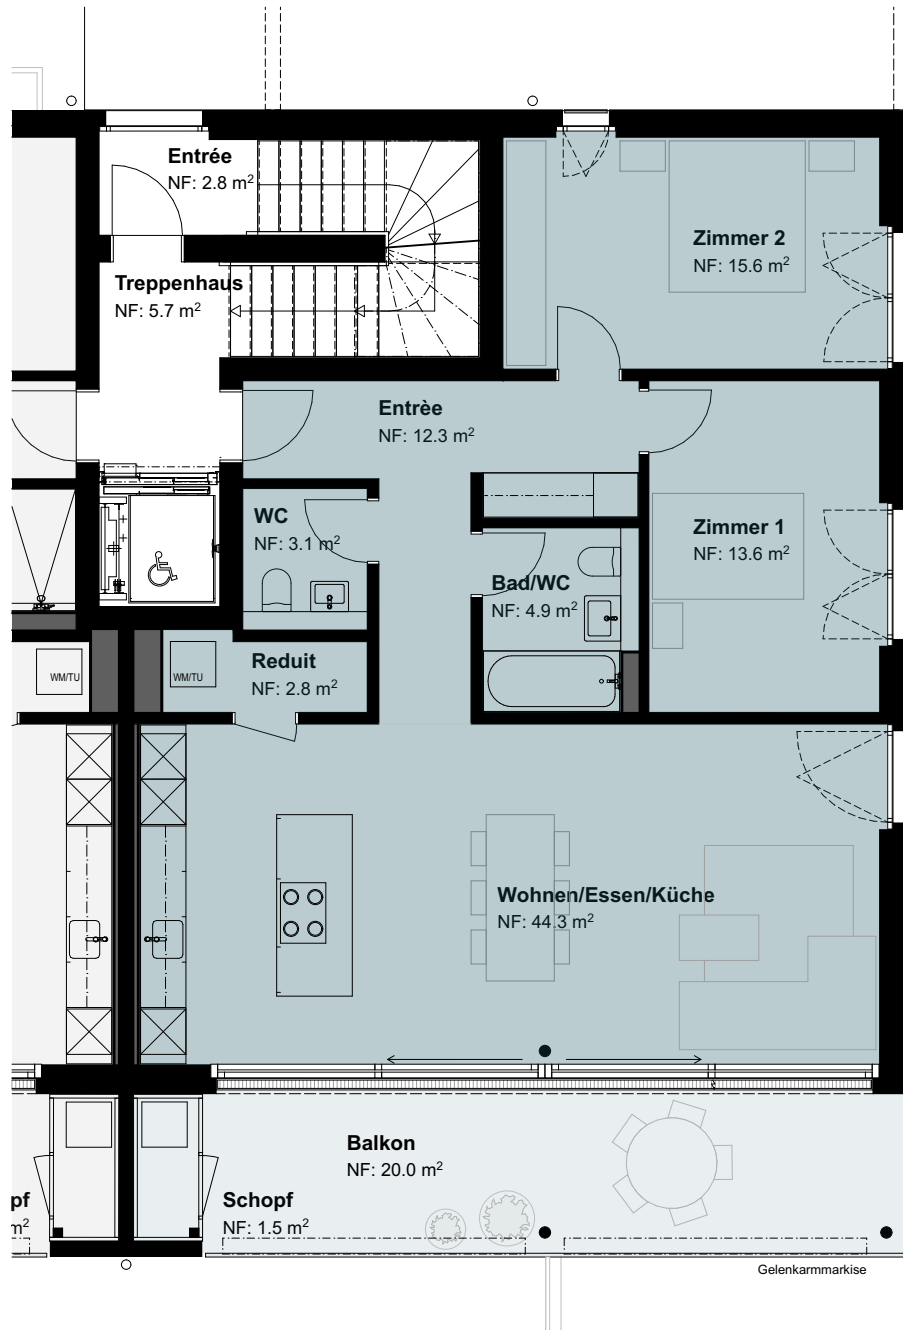 Entrée
NF: 2.8 m²
Zimmer 2
NF: 15.6 m²
Treppenhaus
NF: 5.7 m²
Entrèe
NF: 12.3 m²
WC
NF: 3.1 m²
Zimmer 1
NF: 13.6 m²
Bad/WC
NF: 4.9 m²
Reduit
NF: 2.8 m²
WM/TU
WM/TU
Wohnen/Essen/Küche
NF: 44.3 m²
Balkon
NF: 20.0 m²
pf
m²
Schopf
NF: 1.5 m²
Gelenkarmmarkise